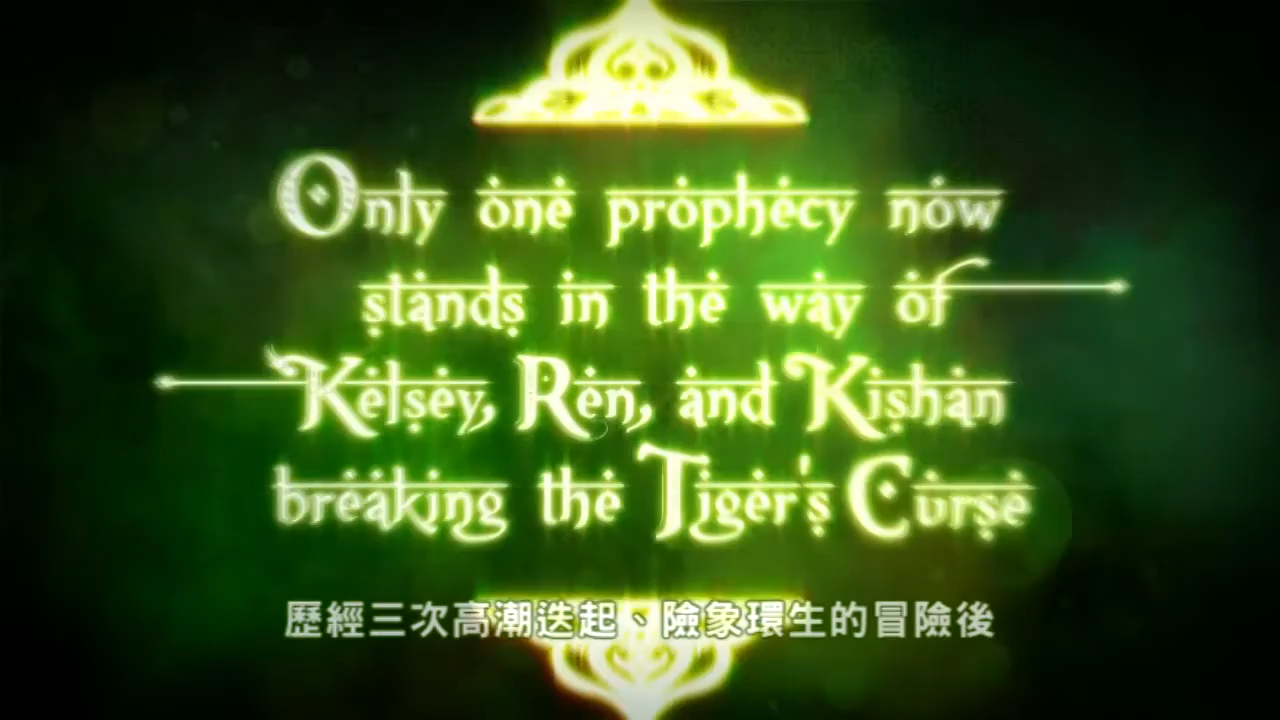 Only one prophecy now
stands in the way of
Kelsey, Ren, and Kishan
breaking the Tiger's Curse
歷經三次高潮迭起、險象環生的冒險後